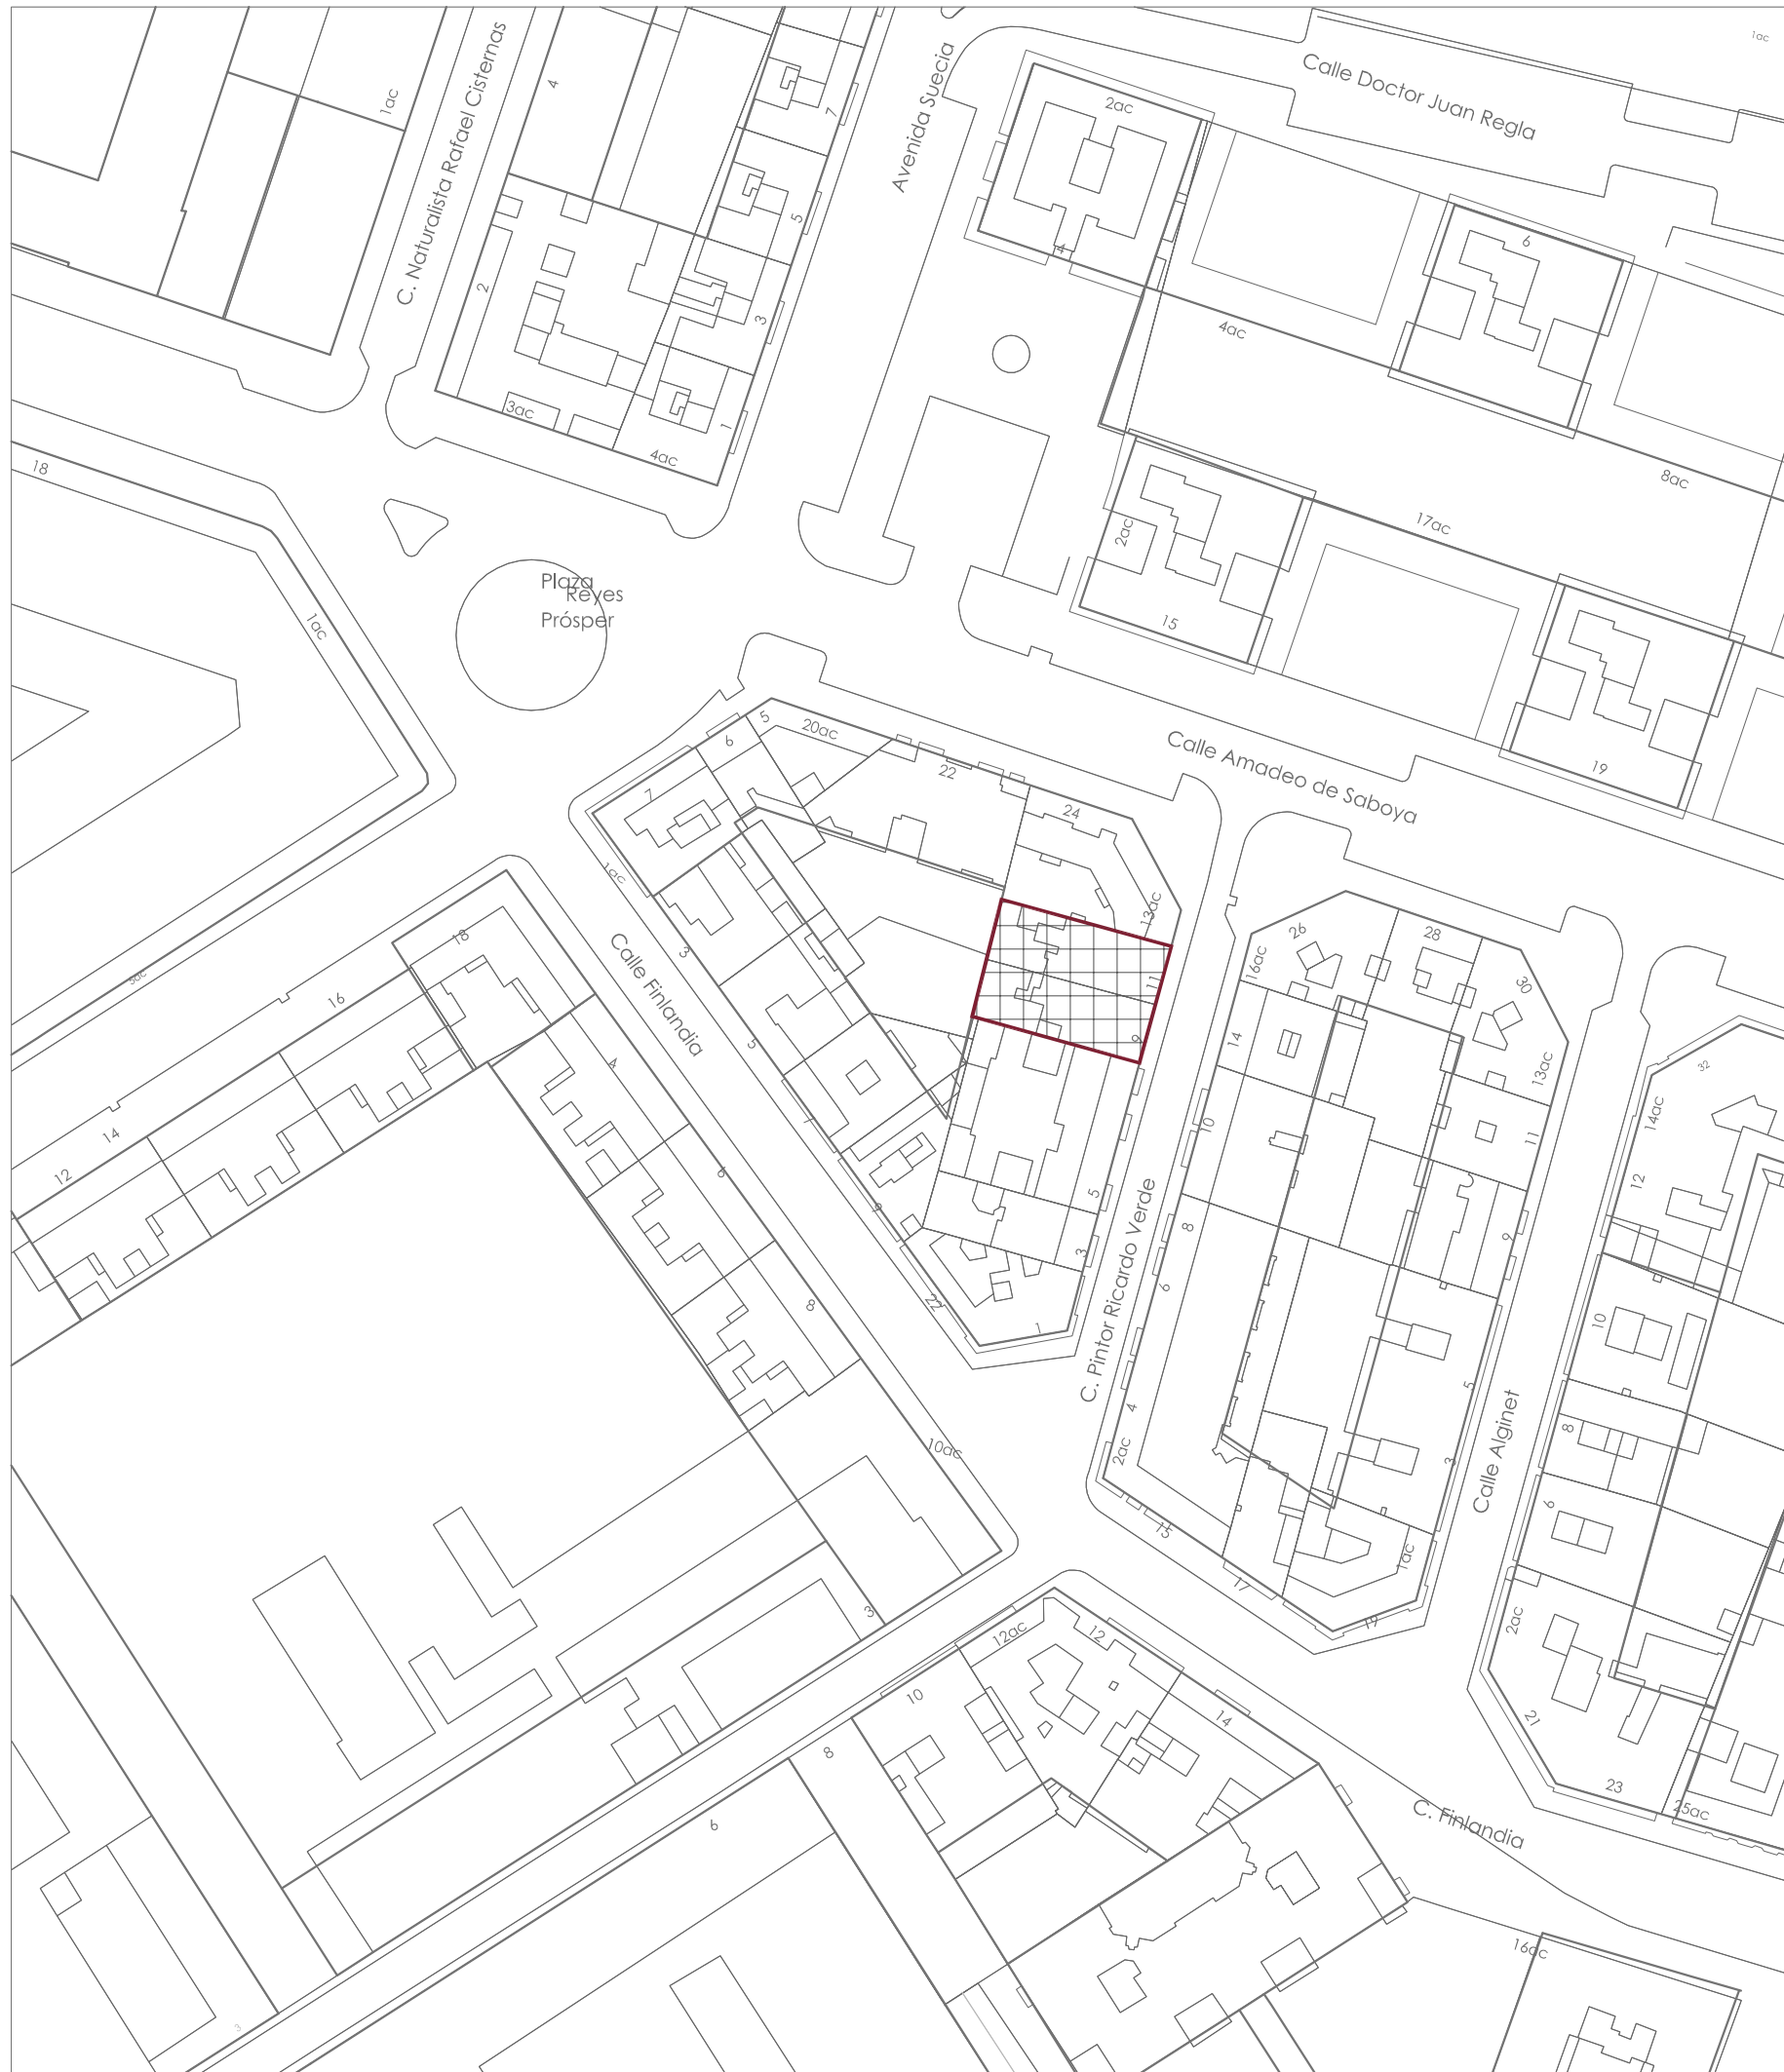 1ac
C. Naturalista Rafael Cisternas
4
7
Avenida Suecia
2ac
Calle Doctor Juan Regla
1ac
5
2
3
4
6
4ac
3ac
1
4ac
8ac
18
17ac
2ac
Plaza
Reyes
Prósper
1ac
15
19
Calle Amadeo de Saboya
5
20ac
6
22
7
24
1ac
13ac
18
3
Calle Finlandia
26
28
16ac
30
11
16
5
9
14
4
13ac
32
14
7
10
11
14ac
12
6
5
8
12
9
9
3
6
22
1
8
C. Pintor Ricardo Verde
10
5
4
8
10ac
2ac
3
Calle Alginet
15
6
17
1ac
19
3
12ac
12
2ac
10
14
21
8
23
25ac
6
C. Finlandia
16ac
3